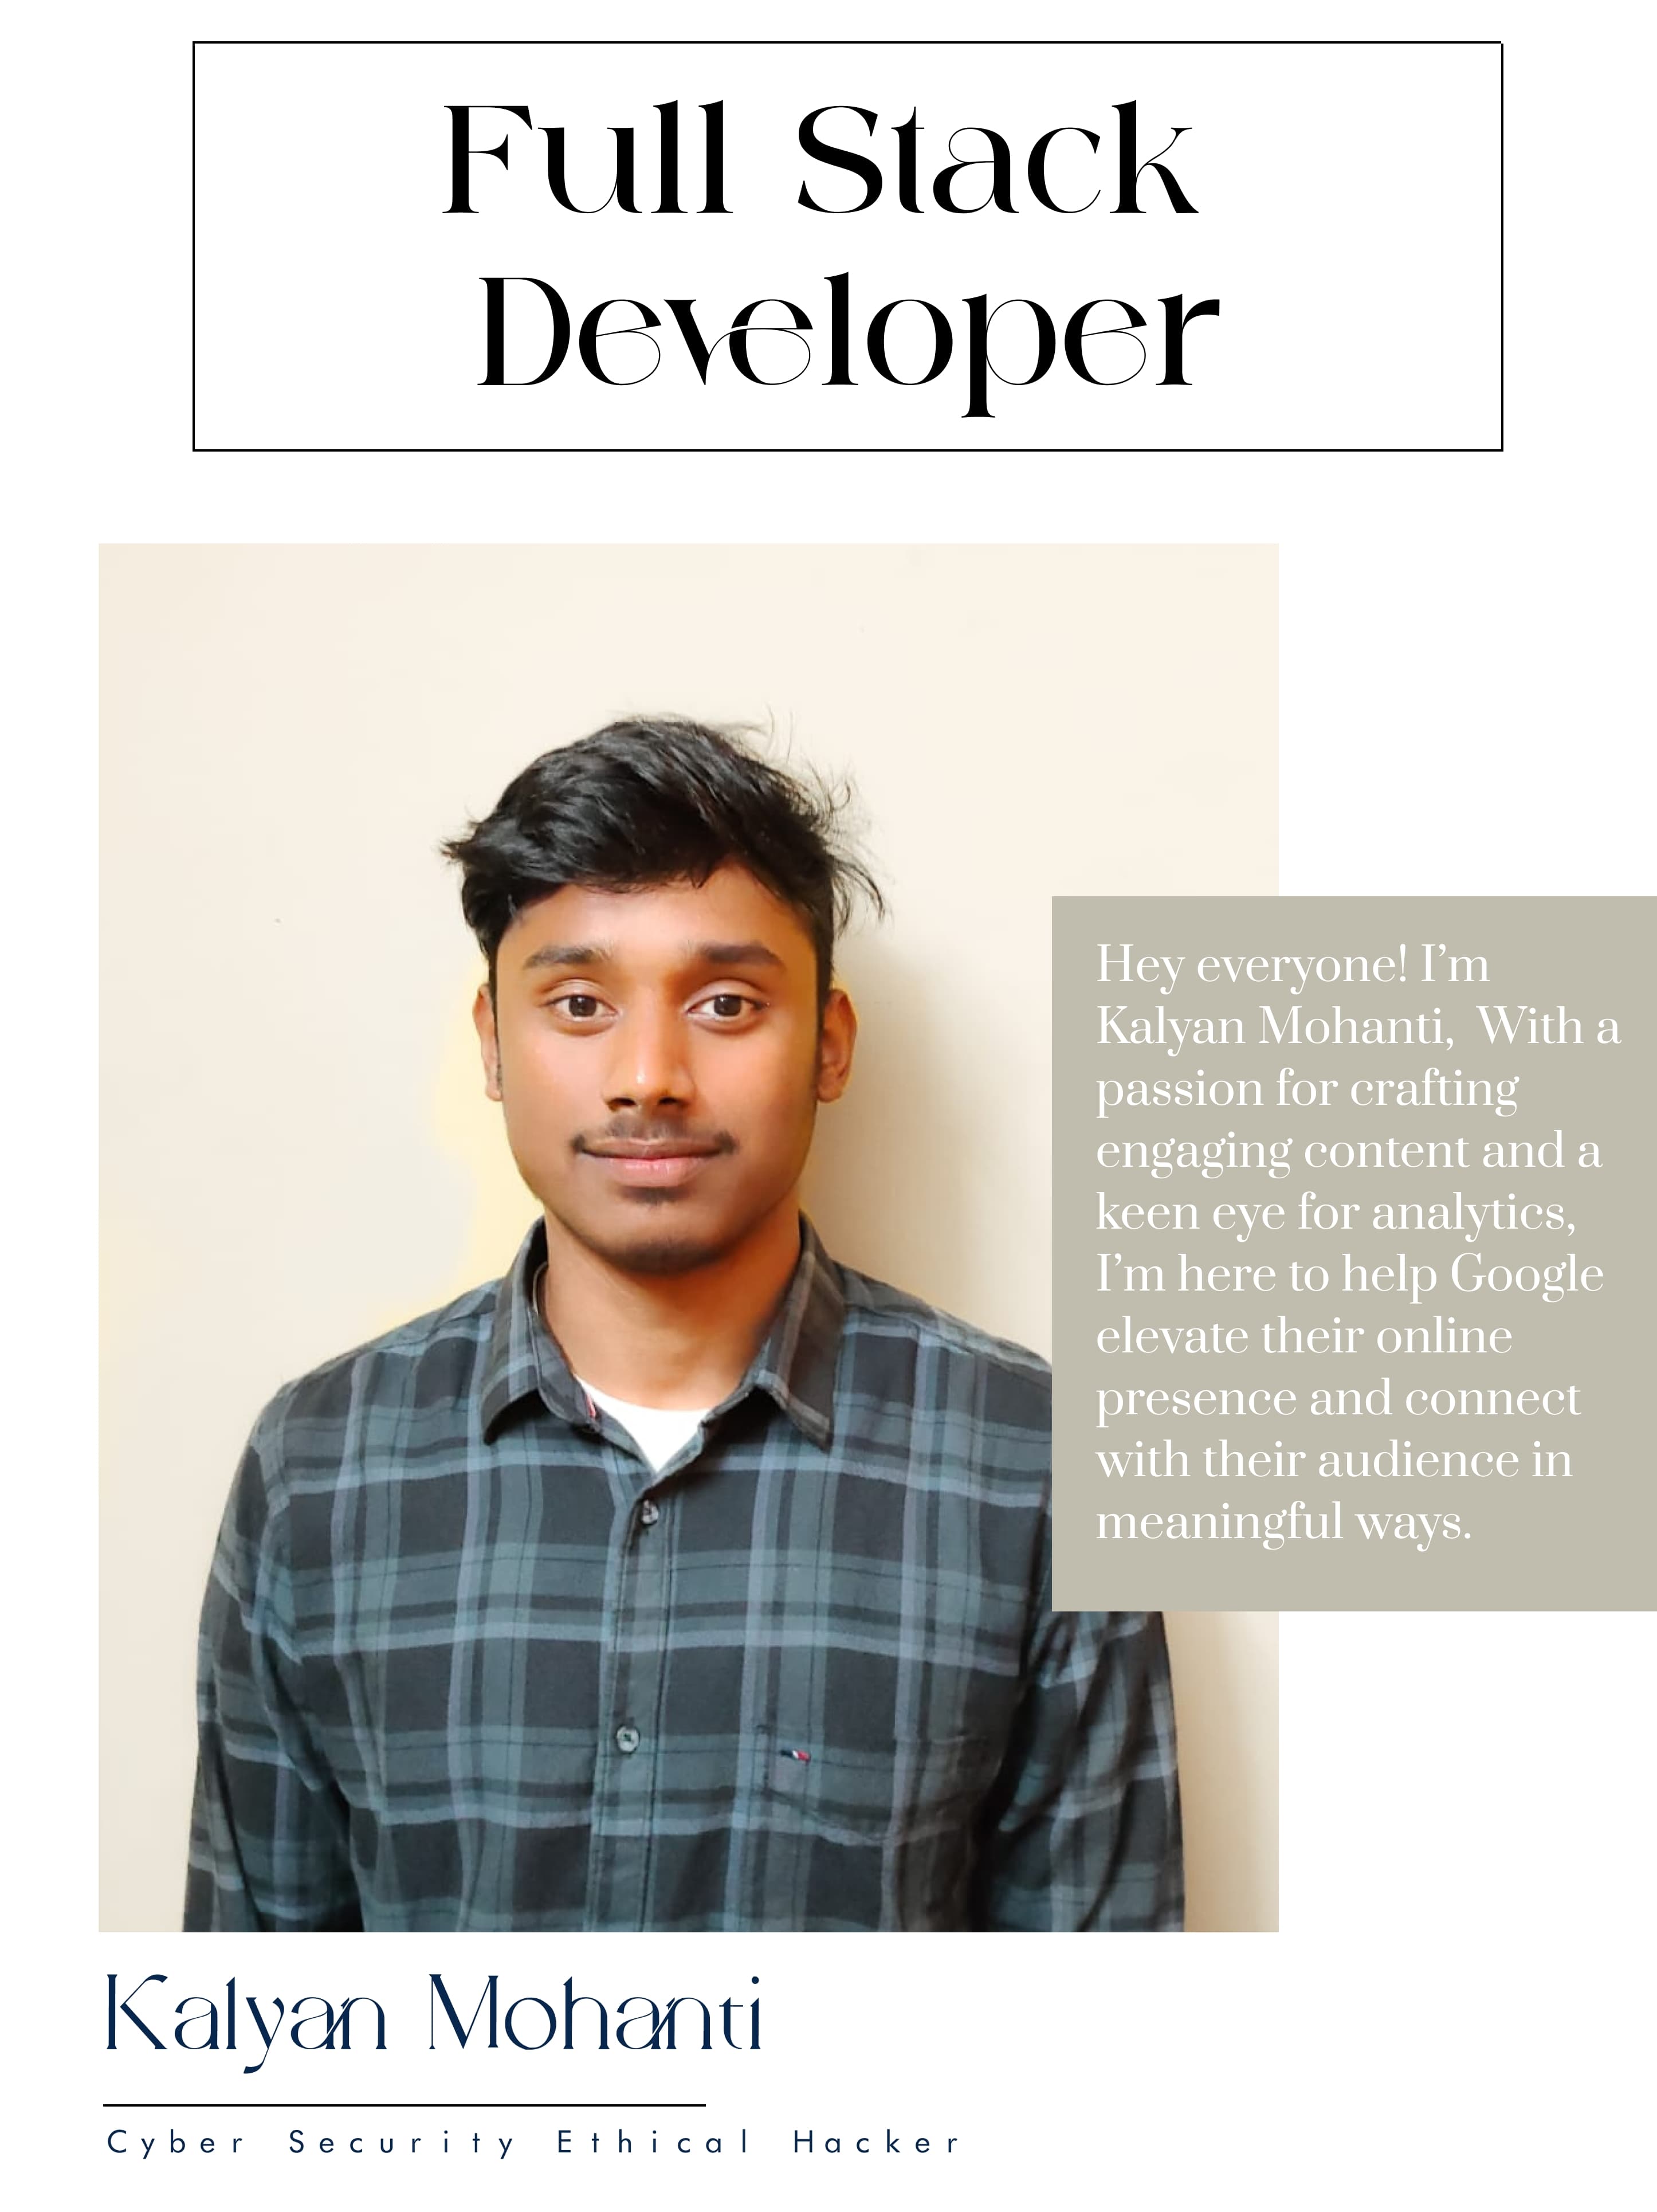 Full Stack
Developer
Hey everyone! I’m
Kalyan Mohanti,  With a
passion for crafting
engaging content and a
keen eye for analytics,
I’m here to help Google
elevate their online
presence and connect
with their audience in
meaningful ways.
Kalyan Mohanti
Cyber Security Ethical Hacker